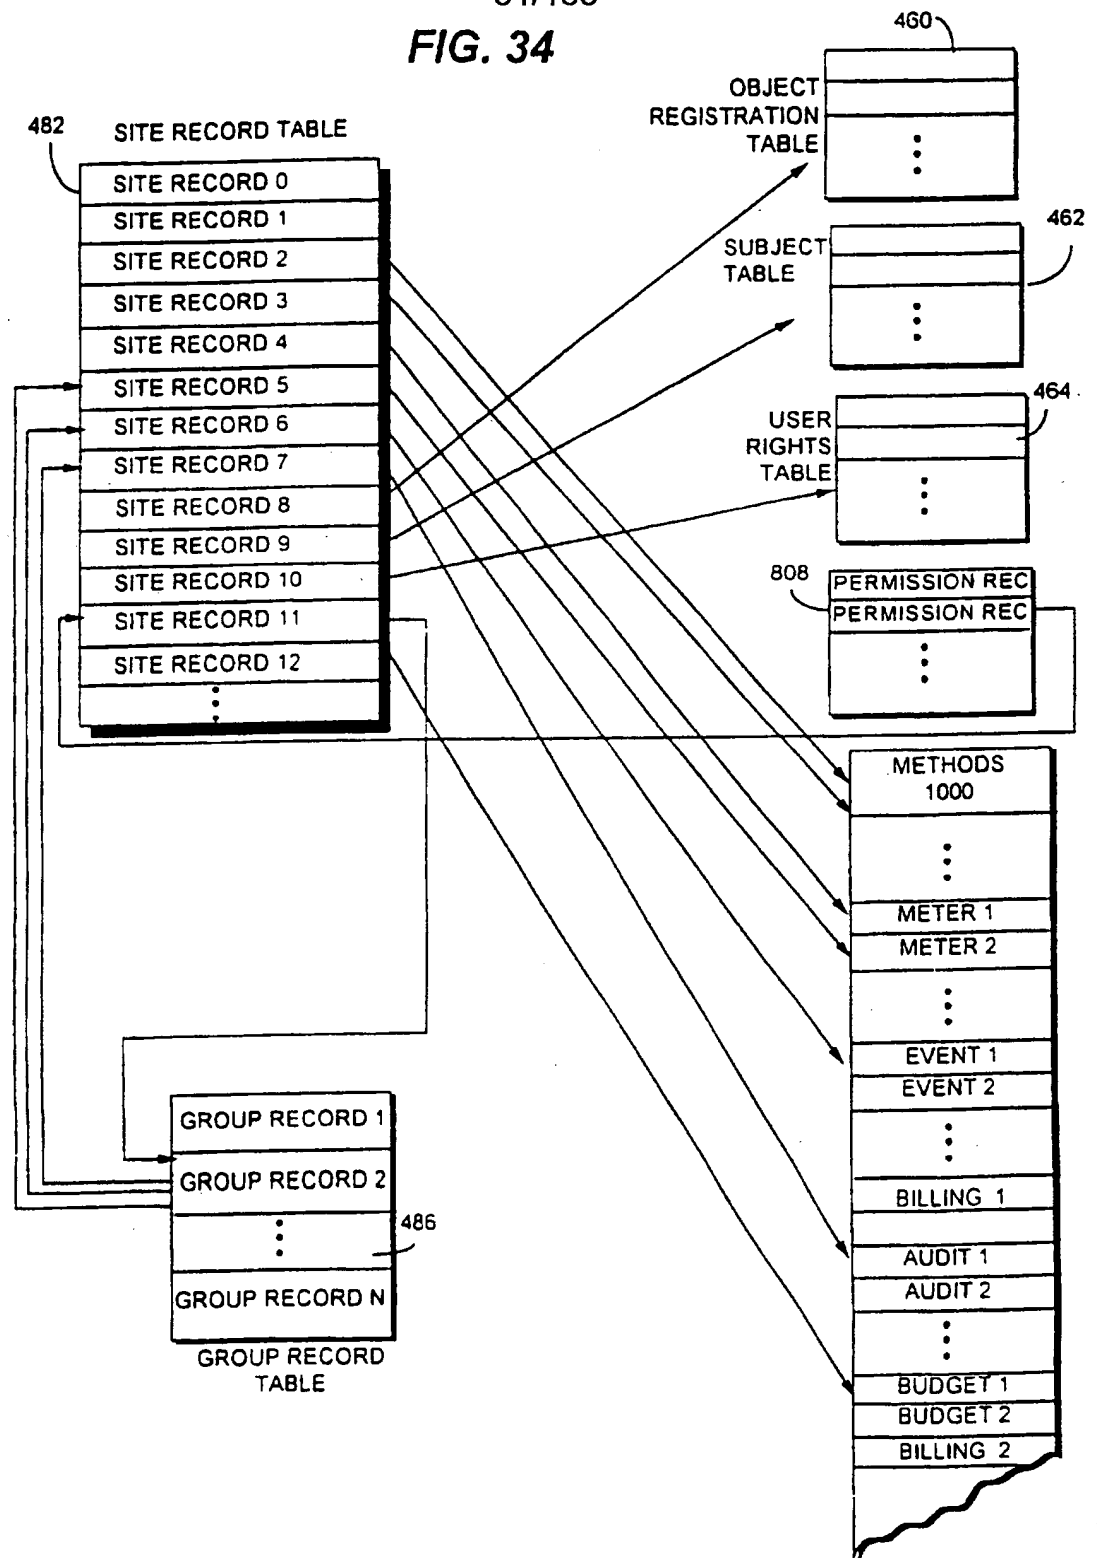 FIG. 34
460
OBJECT
REGISTRATION
TABLE
482
SITE RECORD TABLE
SITE RECORD 0
SITE RECORD 1
SITE RECORD 2
SITE RECORD 3
SITE RECORD 4
SITE RECORD 5
SITE RECORD 6
SITE RECORD 7
SITE RECORD 8
SITE RECORD 9
SITE RECORD 10
SITE RECORD 11
SITE RECORD 12
SUBJECT
TABLE
462
USER
RIGHTS
TABLE
464
808
PERMISSION REC
PERMISSION REC
METHODS
1000
METER 1
METER 2
EVENT 1
EVENT 2
BILLING 1
AUDIT 1
AUDIT 2
BUDGET 1
BUDGET 2
BILLING 2
GROUP RECORD 1
GROUP RECORD 2
486
GROUP RECORD N
GROUP RECORD
TABLE